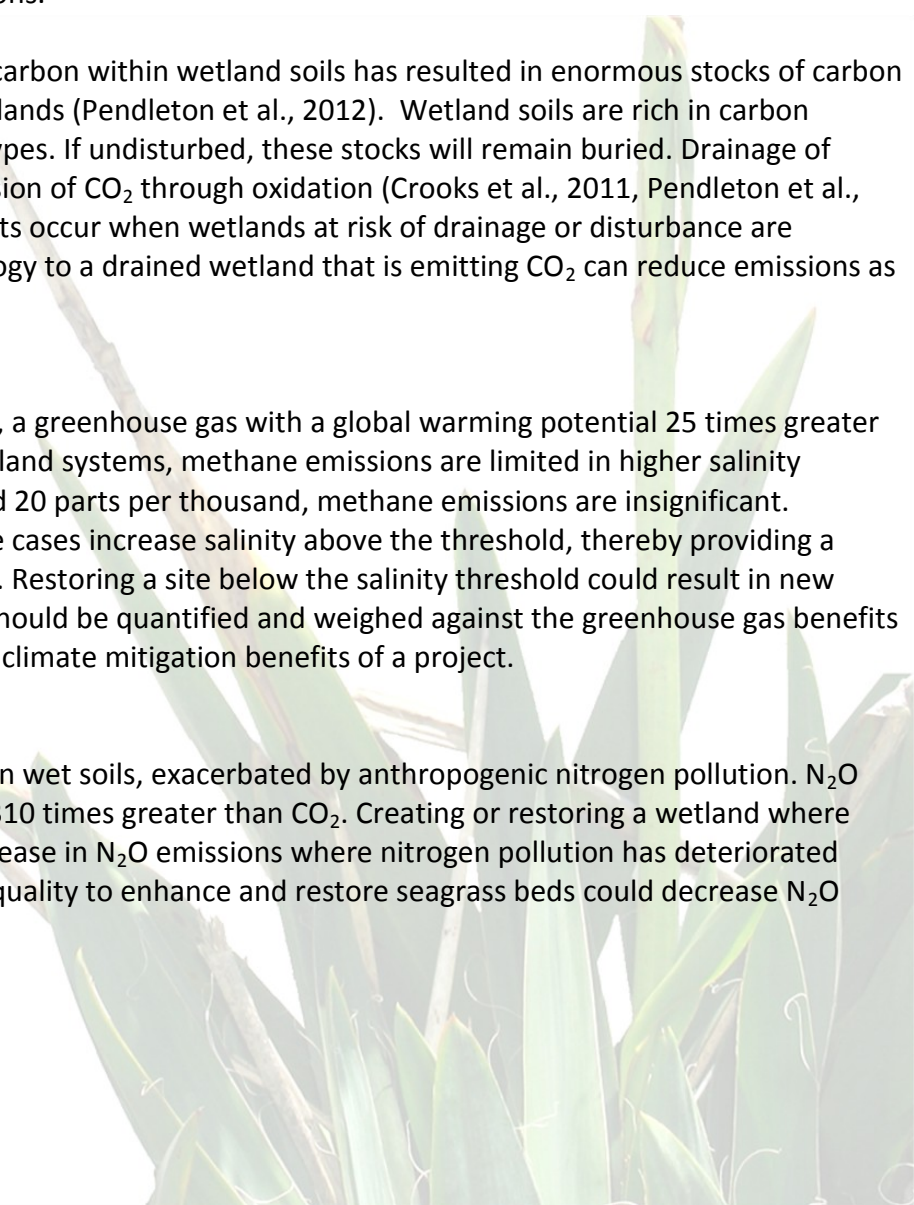 ons.
carbon within wetland soils has resulted in enormous stocks of carbon
lands (Pendleton et al., 2012). Wetland soils are rich in carbon
ypes. If undisturbed, these stocks will remain buried. Drainage of
sion of CO₂ through oxidation (Crooks et al., 2011, Pendleton et al.,
ts occur when wetlands at risk of drainage or disturbance are
ogy to a drained wetland that is emitting CO₂ can reduce emissions as
, a greenhouse gas with a global warming potential 25 times greater
land systems, methane emissions are limited in higher salinity
d 20 parts per thousand, methane emissions are insignificant.
e cases increase salinity above the threshold, thereby providing a
. Restoring a site below the salinity threshold could result in new
hould be quantified and weighed against the greenhouse gas benefits
climate mitigation benefits of a project.
n wet soils, exacerbated by anthropogenic nitrogen pollution. N₂O
310 times greater than CO₂. Creating or restoring a wetland where
ease in N₂O emissions where nitrogen pollution has deteriorated
quality to enhance and restore seagrass beds could decrease N₂O